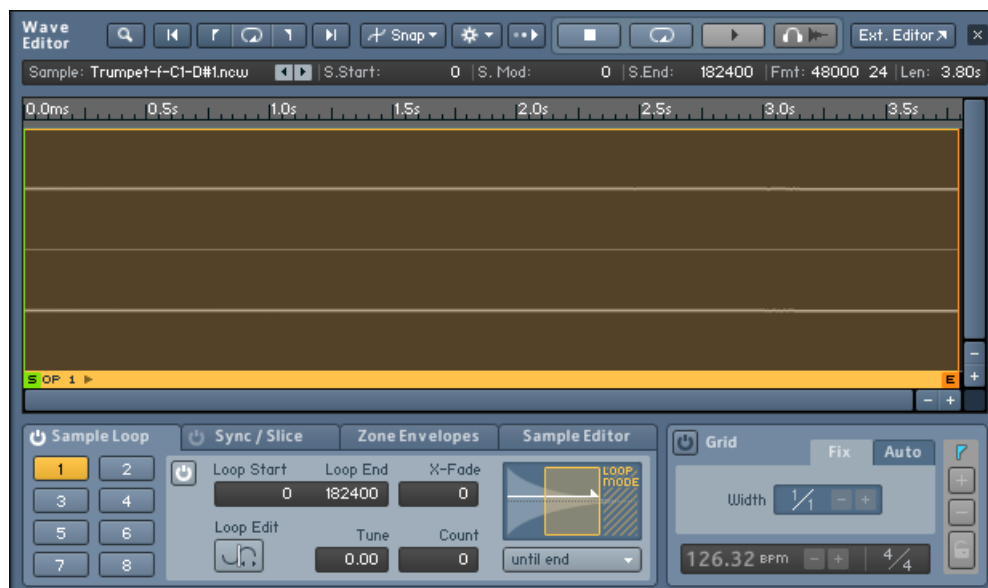 Wave Editor Snap Ext. Editor
Sample: Trumpet-f-C1-D#1.ncw S.Start: 0 S. Mod: 0 S.End: 182400 Fmt: 48000 24 Len: 3.80s
0.0ms 0.5s 1.0s 1.5s 2.0s 2.5s 3.0s 3.5s
S OP 1 E
Sample Loop Sync / Slice Zone Envelopes Sample Editor Grid Fix Auto
1 2 Loop Start Loop End X-Fade LOOP MODE
3 4 0 182400 0 Width 1/1 - +
5 6 Loop Edit Tune Count
7 8 0.00 0 until end 126.32 BPM - + 4/4